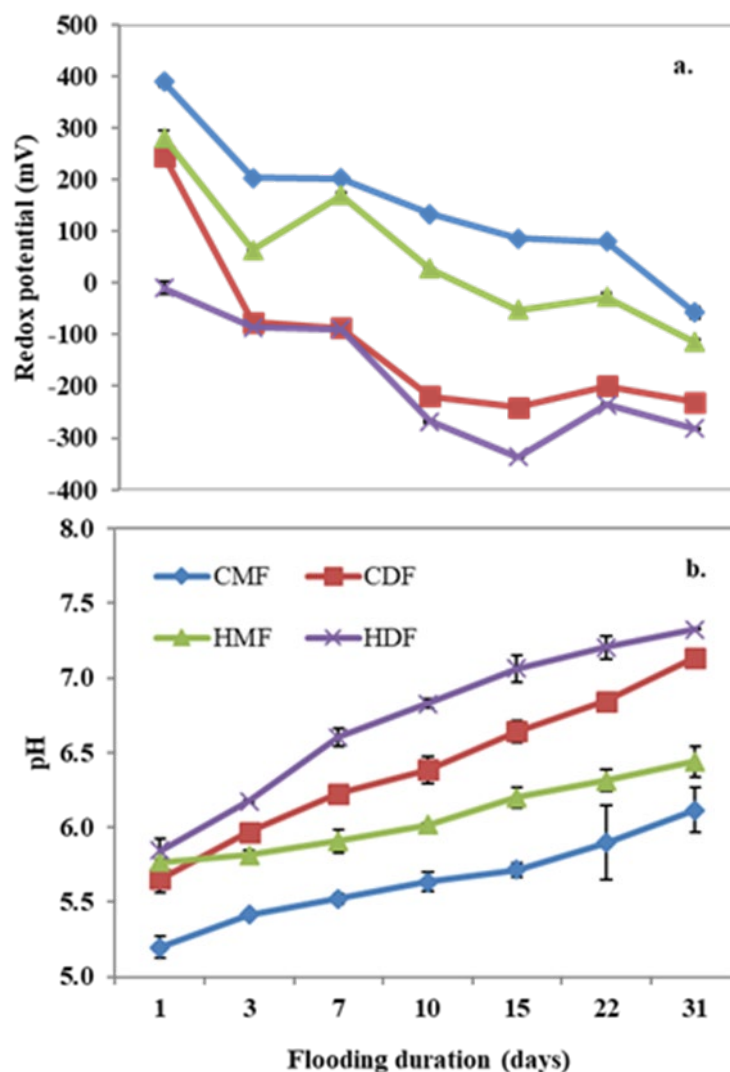 500
a.
400
300
200
100
0
-100
-200
-300
-400
Redox potential (mV)
8.0
b.
CMF CDF
7.5
HMF HDF
7.0
6.5
6.0
5.5
5.0
pH
1 3 7 10 15 22 31
Flooding duration (days)